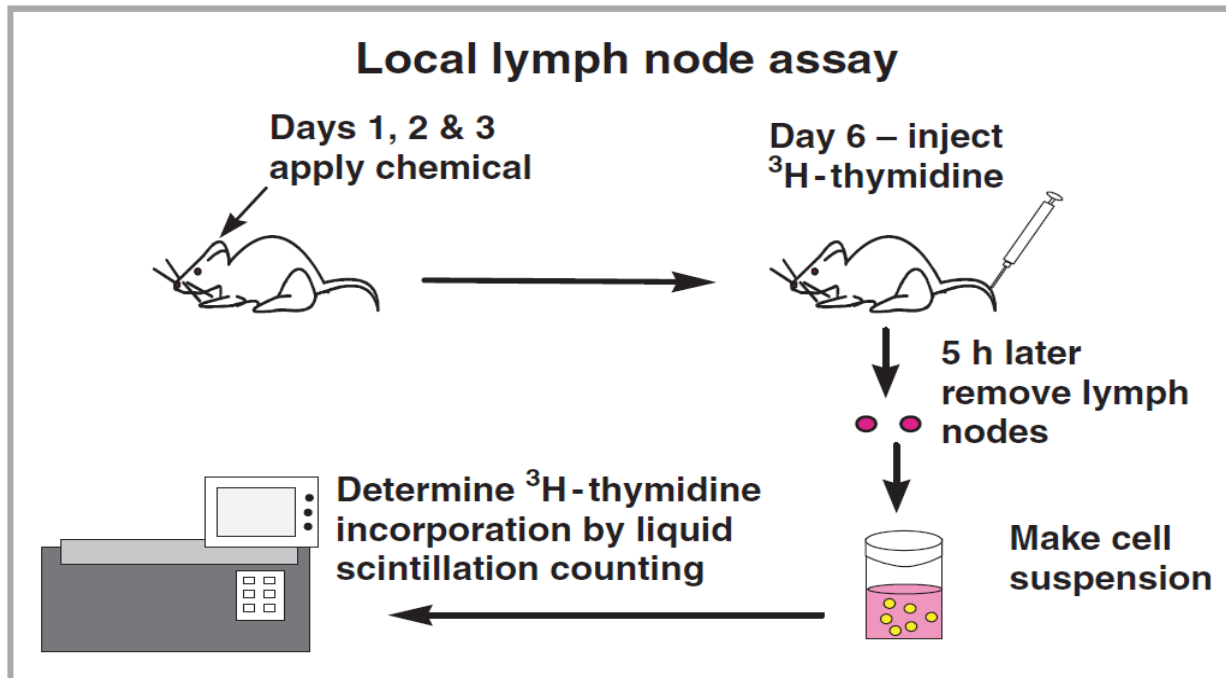 Local lymph node assay
Days 1, 2 & 3
apply chemical
Day 6 – inject
³H-thymidine
5 h later
remove lymph
nodes
Make cell
suspension
Determine ³H-thymidine
incorporation by liquid
scintillation counting